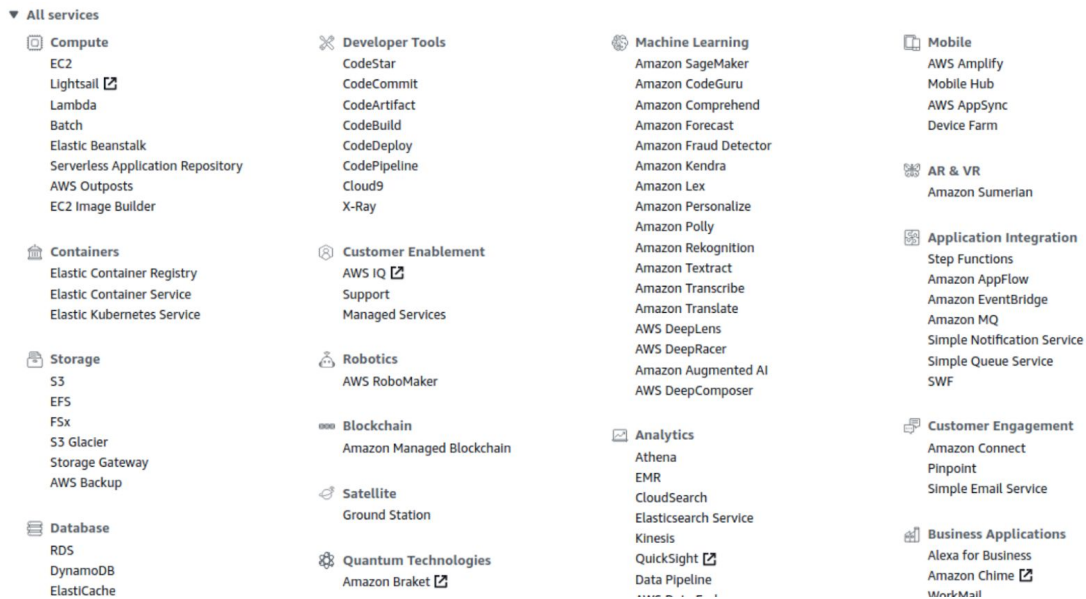 All services
Compute
EC2
Lightsail
Lambda
Batch
Elastic Beanstalk
Serverless Application Repository
AWS Outposts
EC2 Image Builder
Containers
Elastic Container Registry
Elastic Container Service
Elastic Kubernetes Service
Storage
S3
EFS
FSx
S3 Glacier
Storage Gateway
AWS Backup
Database
RDS
DynamoDB
ElastiCache
Developer Tools
CodeStar
CodeCommit
CodeArtifact
CodeBuild
CodeDeploy
CodePipeline
Cloud9
X-Ray
Customer Enablement
AWS IQ
Support
Managed Services
Robotics
AWS RoboMaker
Blockchain
Amazon Managed Blockchain
Satellite
Ground Station
Quantum Technologies
Amazon Braket
Machine Learning
Amazon SageMaker
Amazon CodeGuru
Amazon Comprehend
Amazon Forecast
Amazon Fraud Detector
Amazon Kendra
Amazon Lex
Amazon Personalize
Amazon Polly
Amazon Rekognition
Amazon Textract
Amazon Transcribe
Amazon Translate
AWS DeepLens
AWS DeepRacer
Amazon Augmented AI
AWS DeepComposer
Analytics
Athena
EMR
CloudSearch
Elasticsearch Service
Kinesis
QuickSight
Data Pipeline
Mobile
AWS Amplify
Mobile Hub
AWS AppSync
Device Farm
AR & VR
Amazon Sumerian
Application Integration
Step Functions
Amazon AppFlow
Amazon EventBridge
Amazon MQ
Simple Notification Service
Simple Queue Service
SWF
Customer Engagement
Amazon Connect
Pinpoint
Simple Email Service
Business Applications
Alexa for Business
Amazon Chime
WorkMail